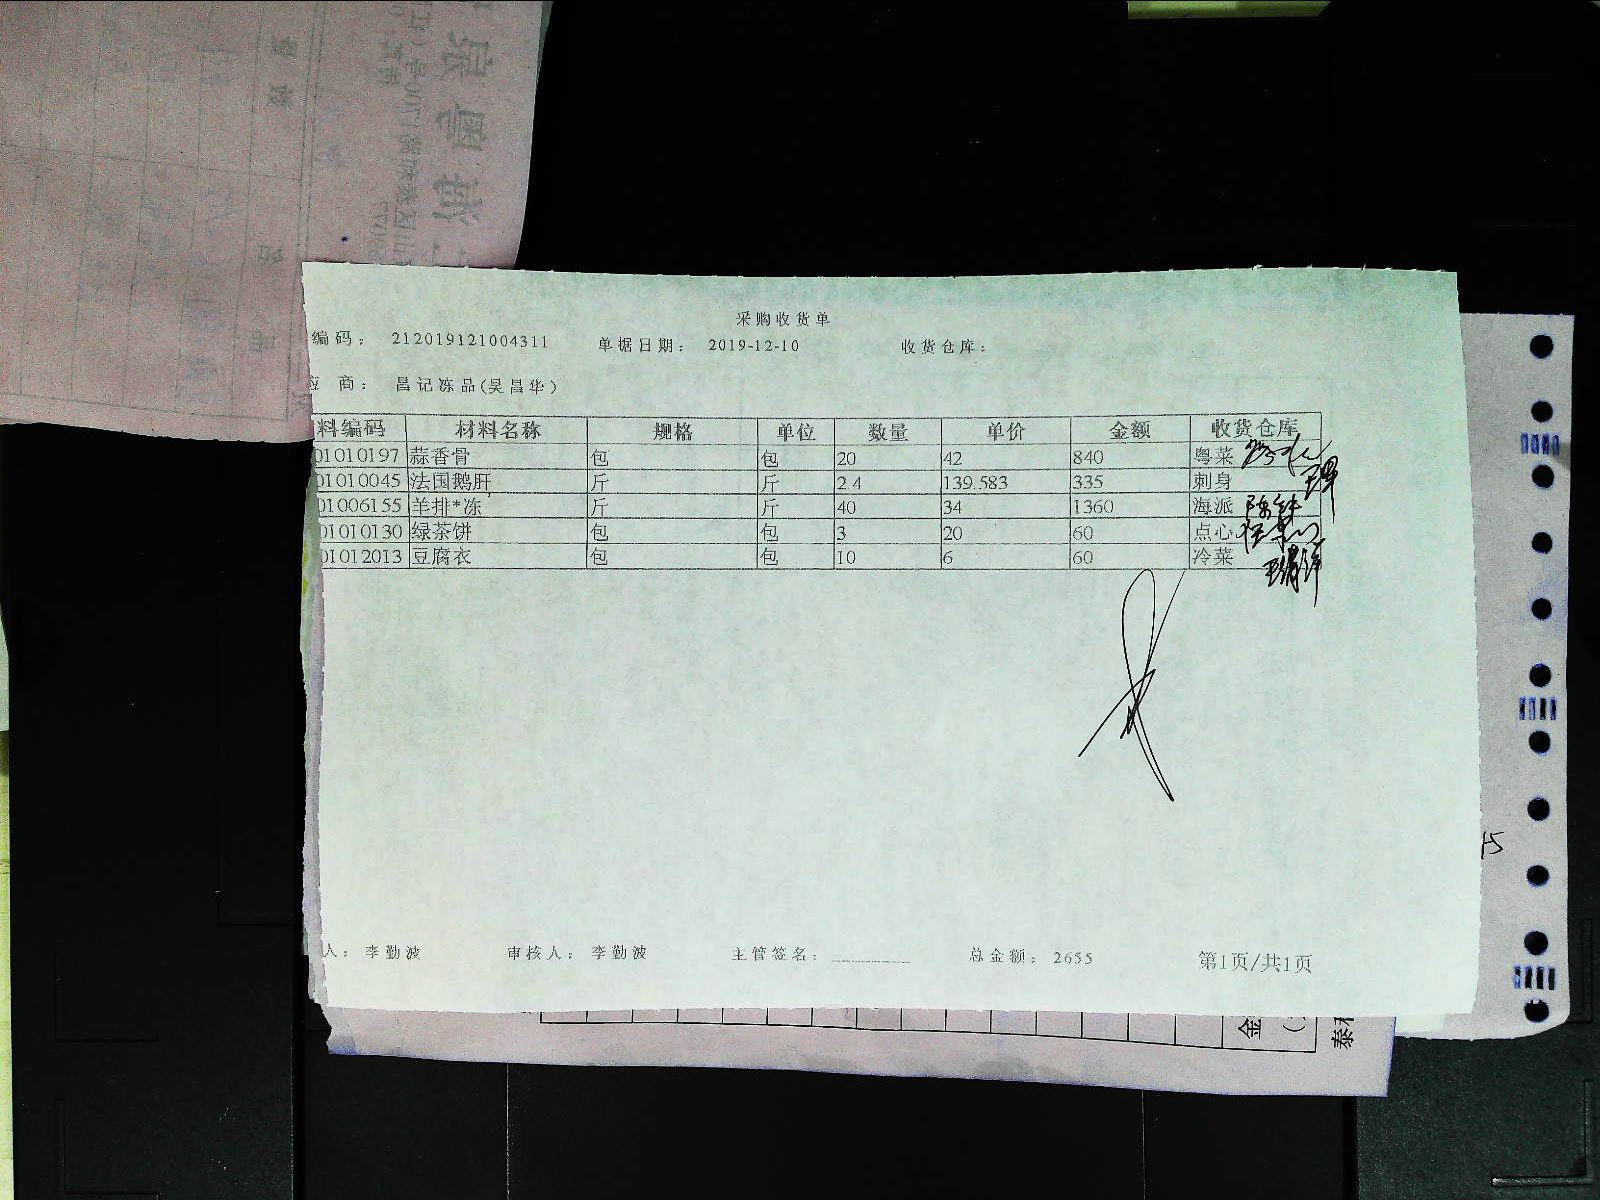 采购收货单
编码： 212019121004311 单据日期： 2019-12-10 收货仓库：
应 商： 昌记冻品(吴昌华)
料编码 材料名称 规格 单位 数量 单价 金额 收货仓库
01010197 蒜香骨 包 包 20 42 840 粤菜
01010045 法国鹅肝 斤 斤 2.4 139.583 335 刺身
01006155 羊排*冻 斤 斤 40 34 1360 海派
01010130 绿茶饼 包 包 3 20 60 点心
01012013 豆腐衣 包 包 10 6 60 冷菜
人： 李勤波 审核人： 李勤波 主管签名： 总金额： 2655 第1页/共1页
金
泰